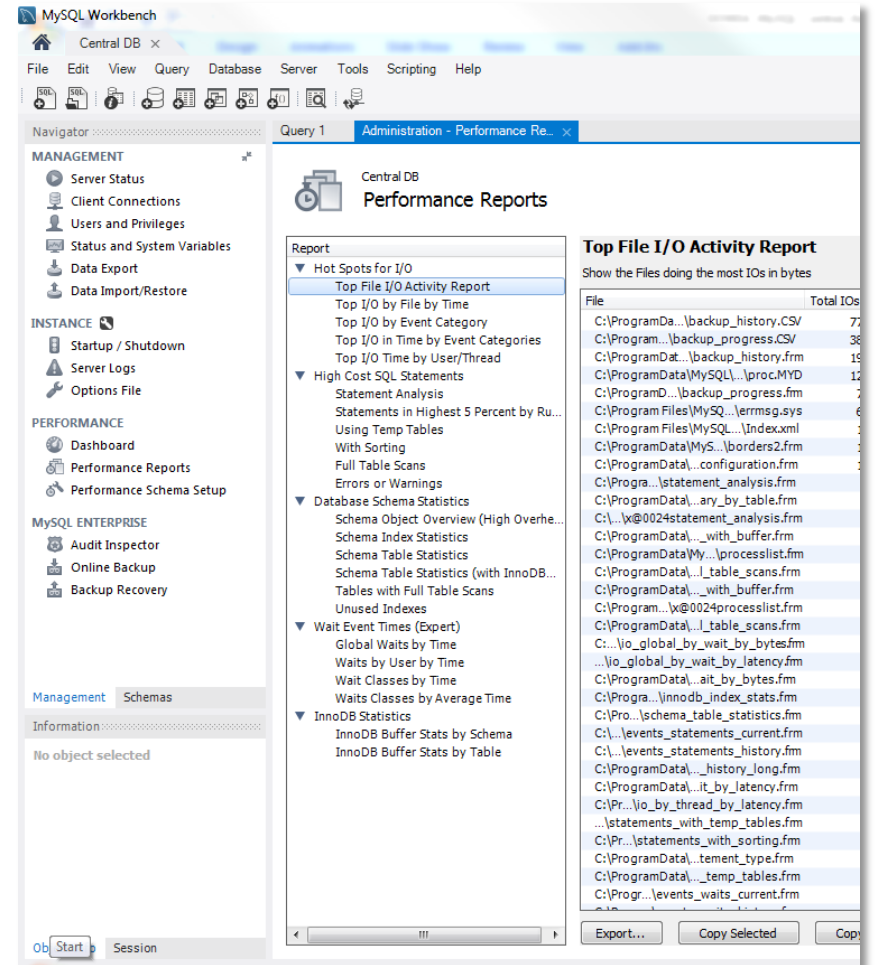 MySQL Workbench
Central DB ×
File Edit View Query Database Server Tools Scripting Help
Navigator
Query 1 Administration - Performance Re... ×
MANAGEMENT
Server Status
Client Connections
Users and Privileges
Status and System Variables
Data Export
Data Import/Restore
INSTANCE
Startup / Shutdown
Server Logs
Options File
PERFORMANCE
Dashboard
Performance Reports
Performance Schema Setup
MySQL ENTERPRISE
Audit Inspector
Online Backup
Backup Recovery
Management Schemas
Information
No object selected
Start
Session
Central DB
Performance Reports
Report
Hot Spots for I/O
Top File I/O Activity Report
Top I/O by File by Time
Top I/O by Event Category
Top I/O in Time by Event Categories
Top I/O Time by User/Thread
High Cost SQL Statements
Statement Analysis
Statements in Highest 5 Percent by Ru...
Using Temp Tables
With Sorting
Full Table Scans
Errors or Warnings
Database Schema Statistics
Schema Object Overview (High Overhe...
Schema Index Statistics
Schema Table Statistics
Schema Table Statistics (with InnoDB...
Tables with Full Table Scans
Unused Indexes
Wait Event Times (Expert)
Global Waits by Time
Waits by User by Time
Wait Classes by Time
Waits Classes by Average Time
InnoDB Statistics
InnoDB Buffer Stats by Schema
InnoDB Buffer Stats by Table
Top File I/O Activity Report
Show the Files doing the most IOs in bytes
File Total IOs
C:\ProgramDa...\backup_history.CSV 77
C:\Program...\backup_progress.CSV 38
C:\ProgramDat...\backup_history.frm 19
C:\ProgramData\MySQL\...\proc.MYD 12
C:\ProgramD...\backup_progress.frm 7
C:\Program Files\MySQ...\errmsg.sys 6
C:\Program Files\MySQL...\Index.xml
C:\ProgramData\MyS...\borders2.frm
C:\ProgramData\...configuration.frm
C:\Progra...\statement_analysis.frm
C:\ProgramData\...ary_by_table.frm
C:\...\x@0024statement_analysis.frm
C:\ProgramData\..._with_buffer.frm
C:\ProgramData\My...\processlist.frm
C:\ProgramData\...l_table_scans.frm
C:\ProgramData\..._with_buffer.frm
C:\Program...\x@0024processlist.frm
C:\ProgramData\...l_table_scans.frm
C:...\io_global_by_wait_by_bytes.frm
...\io_global_by_wait_by_latency.frm
C:\ProgramData\...ait_by_bytes.frm
C:\Progra...\innodb_index_stats.frm
C:\Pro...\schema_table_statistics.frm
C:\...\events_statements_current.frm
C:\...\events_statements_history.frm
C:\ProgramData\..._history_long.frm
C:\ProgramData\...it_by_latency.frm
C:\Pr...\io_by_thread_by_latency.frm
...\statements_with_temp_tables.frm
C:\Pr...\statements_with_sorting.frm
C:\ProgramData\...tement_type.frm
C:\ProgramData\..._temp_tables.frm
C:\Progr...\events_waits_current.frm
Export... Copy Selected Copy